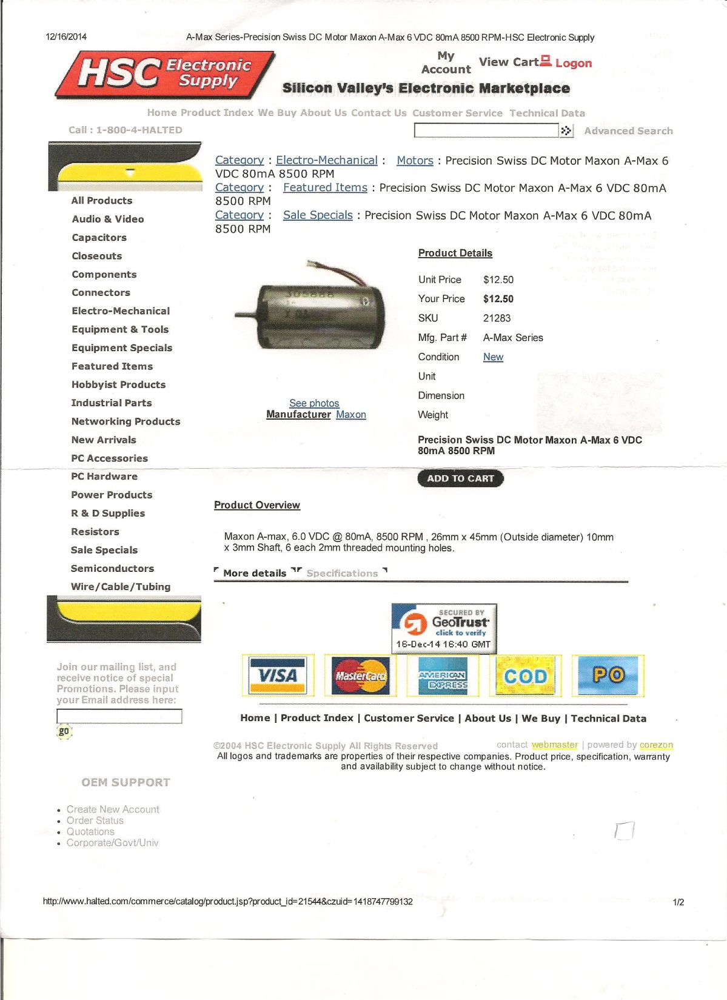 12/16/2014
A-Max Series-Precision Swiss DC Motor Maxon A-Max 6 VDC 80mA 8500 RPM-HSC Electronic Supply
HSC Electronic Supply
My Account
View Cart
Logon
Silicon Valley's Electronic Marketplace
Home Product Index We Buy About Us Contact Us Customer Service Technical Data
Call : 1-800-4-HALTED
Advanced Search
Category : Electro-Mechanical : Motors : Precision Swiss DC Motor Maxon A-Max 6
VDC 80mA 8500 RPM
Category : Featured Items : Precision Swiss DC Motor Maxon A-Max 6 VDC 80mA
8500 RPM
Category : Sale Specials : Precision Swiss DC Motor Maxon A-Max 6 VDC 80mA
8500 RPM
All Products
Audio & Video
Capacitors
Closeouts
Components
Connectors
Electro-Mechanical
Equipment & Tools
Equipment Specials
Featured Items
Hobbyist Products
Industrial Parts
Networking Products
New Arrivals
PC Accessories
PC Hardware
Power Products
R & D Supplies
Resistors
Sale Specials
Semiconductors
Wire/Cable/Tubing
See photos
Manufacturer Maxon
Product Details
Unit Price $12.50
Your Price $12.50
SKU 21283
Mfg. Part # A-Max Series
Condition New
Unit
Dimension
Weight
Precision Swiss DC Motor Maxon A-Max 6 VDC
80mA 8500 RPM
ADD TO CART
Product Overview
Maxon A-max, 6.0 VDC @ 80mA, 8500 RPM , 26mm x 45mm (Outside diameter) 10mm
x 3mm Shaft, 6 each 2mm threaded mounting holes.
More details Specifications
SECURED BY
GeoTrust
click to verify
16-Dec-14 16:40 GMT
VISA
MasterCard
AMERICAN EXPRESS
COD
PO
Join our mailing list, and
receive notice of special
Promotions. Please input
your Email address here:
go
Home | Product Index | Customer Service | About Us | We Buy | Technical Data
©2004 HSC Electronic Supply All Rights Reserved
contact webmaster | powered by corezon
All logos and trademarks are properties of their respective companies. Product price, specification, warranty
and availability subject to change without notice.
OEM SUPPORT
• Create New Account
• Order Status
• Quotations
• Corporate/Govt/Univ
http://www.halted.com/commerce/catalog/product.jsp?product_id=21544&czuid=1418747799132
1/2